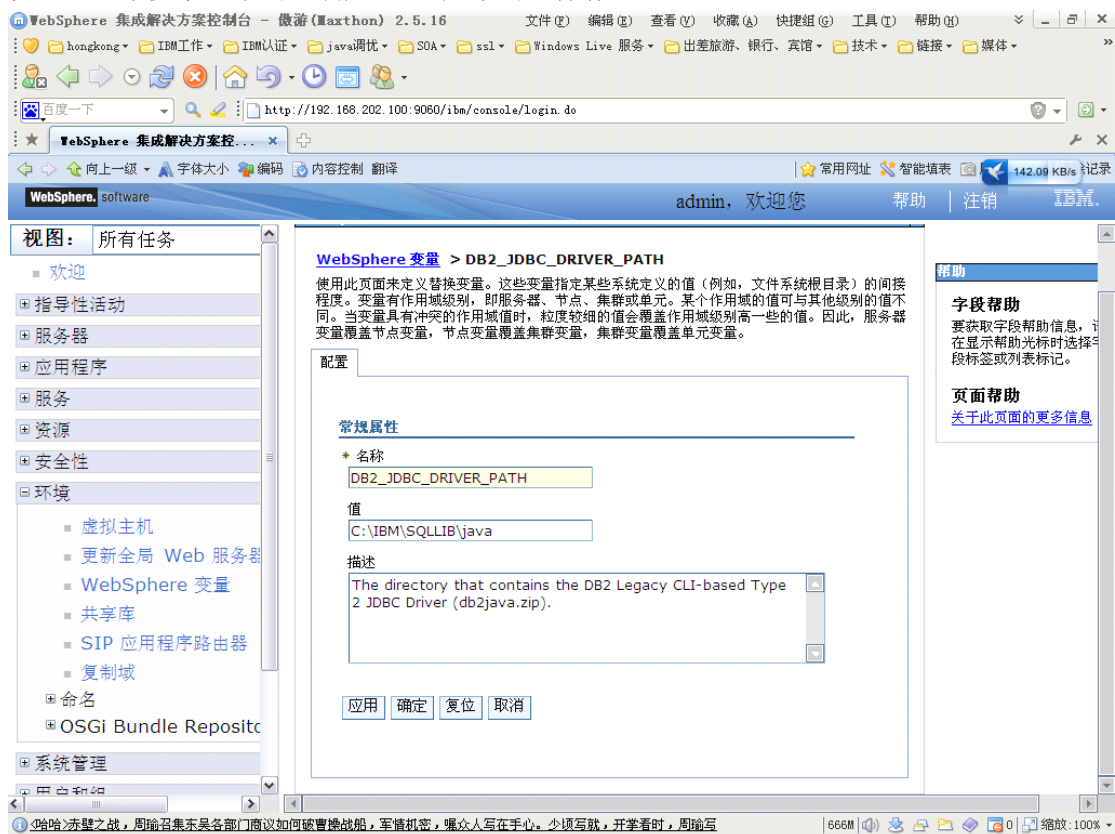 WebSphere 集成解决方案控制台 - 傲游(Maxthon) 2.5.16 文件(F) 编辑(E) 查看(V) 收藏(A) 快捷组(G) 工具(T) 帮助(H)
hongkong IBM工作 IBM认证 java调优 SOA ssl Windows Live 服务 出差旅游、银行、宾馆 技术 链接 媒体 »
百度一下 http://192.168.202.100:9060/ibm/console/login.do
WebSphere 集成解决方案控...
向上一级 字体大小 编码 内容控制 翻译 常用网址 智能填表 142.09 KB/s 记录
WebSphere. software admin，欢迎您 帮助 注销 IBM.
视图： 所有任务
欢迎
指导性活动
服务器
应用程序
服务
资源
安全性
环境
虚拟主机
更新全局 Web 服务器
WebSphere 变量
共享库
SIP 应用程序路由器
复制域
命名
OSGi Bundle Reposito
系统管理
用户和组
WebSphere 变量 > DB2_JDBC_DRIVER_PATH
使用此页面来定义替换变量。这些变量指定某些系统定义的值（例如，文件系统根目录）的间接
程度。变量有作用域级别，即服务器、节点、集群或单元。某个作用域的值可与其他级别的值不
同。当变量具有冲突的作用域值时，粒度较细的值会覆盖作用域级别高一些的值。因此，服务器
变量覆盖节点变量，节点变量覆盖集群变量，集群变量覆盖单元变量。
配置
常规属性
* 名称
DB2_JDBC_DRIVER_PATH
值
C:\IBM\SQLLIB\java
描述
The directory that contains the DB2 Legacy CLI-based Type
2 JDBC Driver (db2java.zip).
应用 确定 复位 取消
帮助
字段帮助
要获取字段帮助信息，
在显示帮助光标时选择
段标签或列表标记。
页面帮助
关于此页面的更多信息
<哈哈>赤壁之战，周瑜召集东吴各部门商议如何破曹操战船，军情机密，嘱众人写在手心。少顷写就，开掌看时，周瑜写 666M 0 缩放:100%